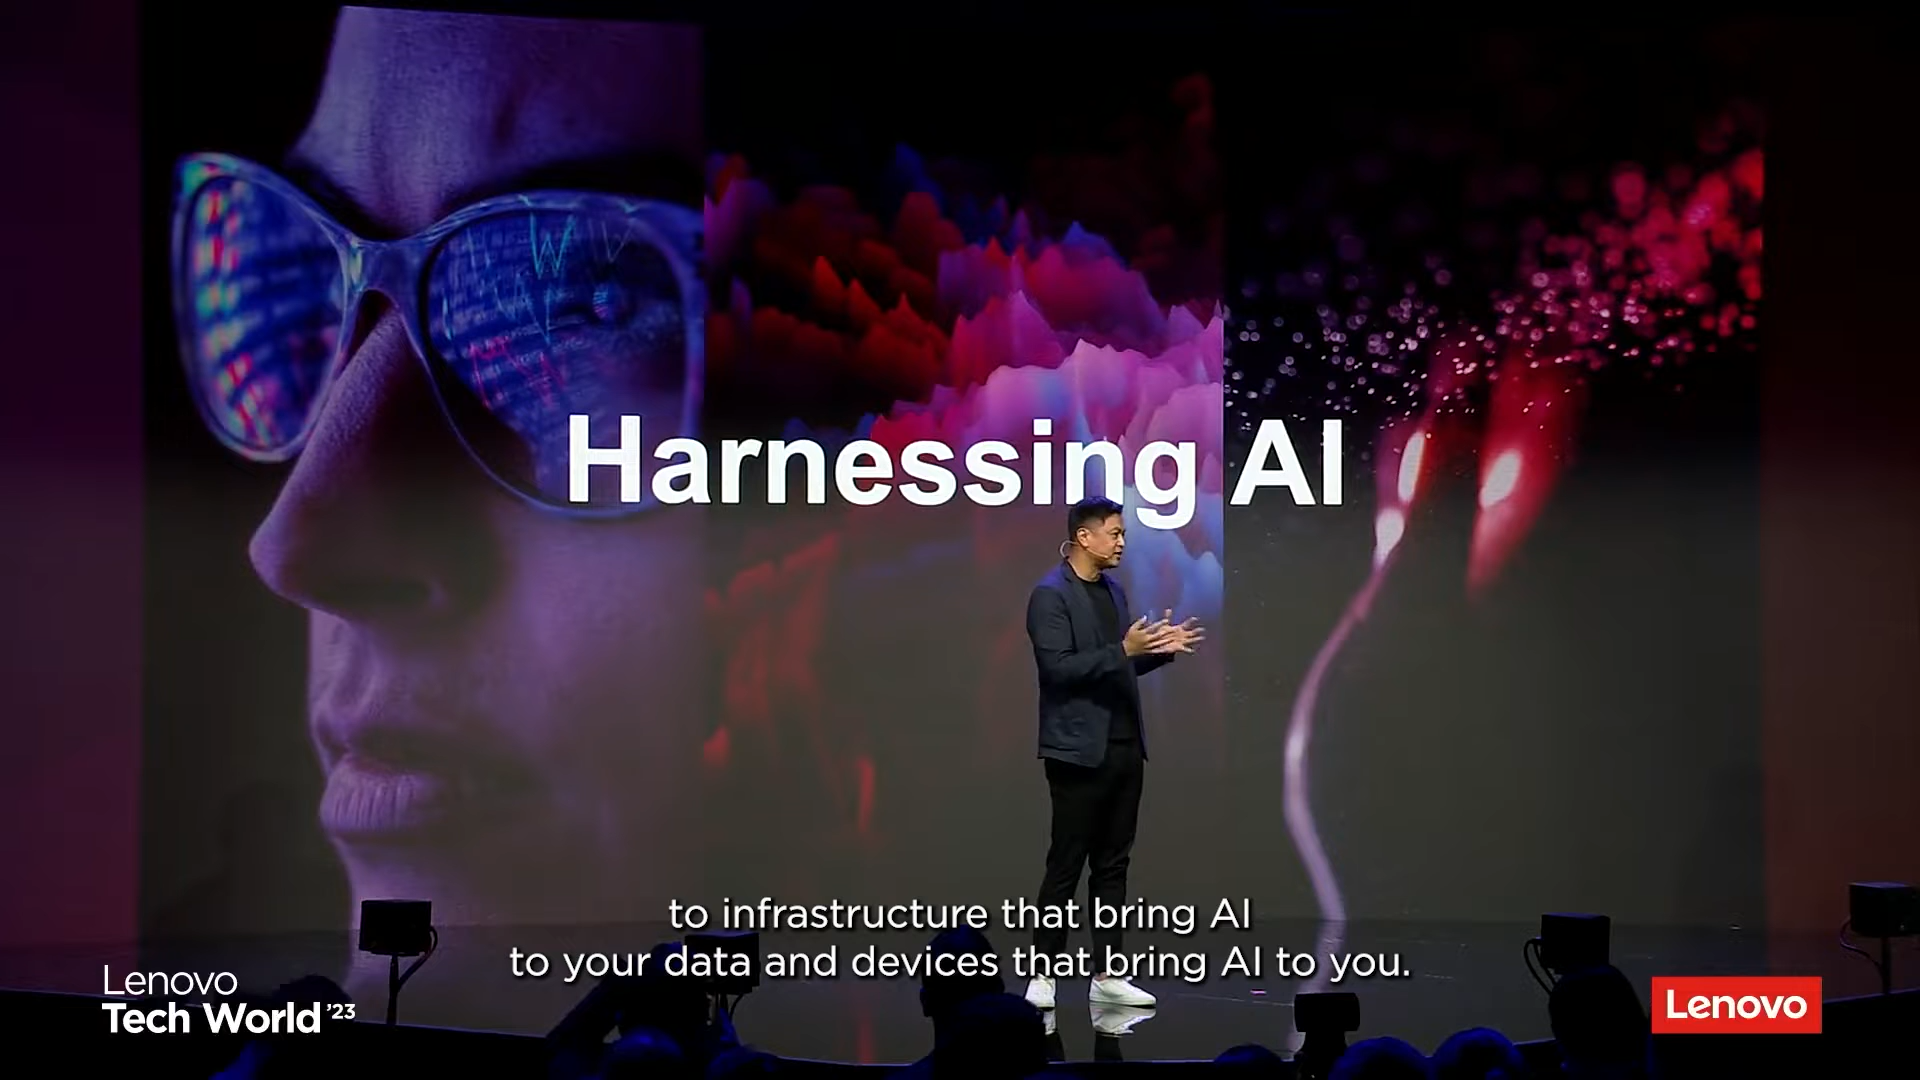 Harnessing AI
to infrastructure that bring AI
to your data and devices that bring AI to you.
Lenovo
Tech World '23
Lenovo